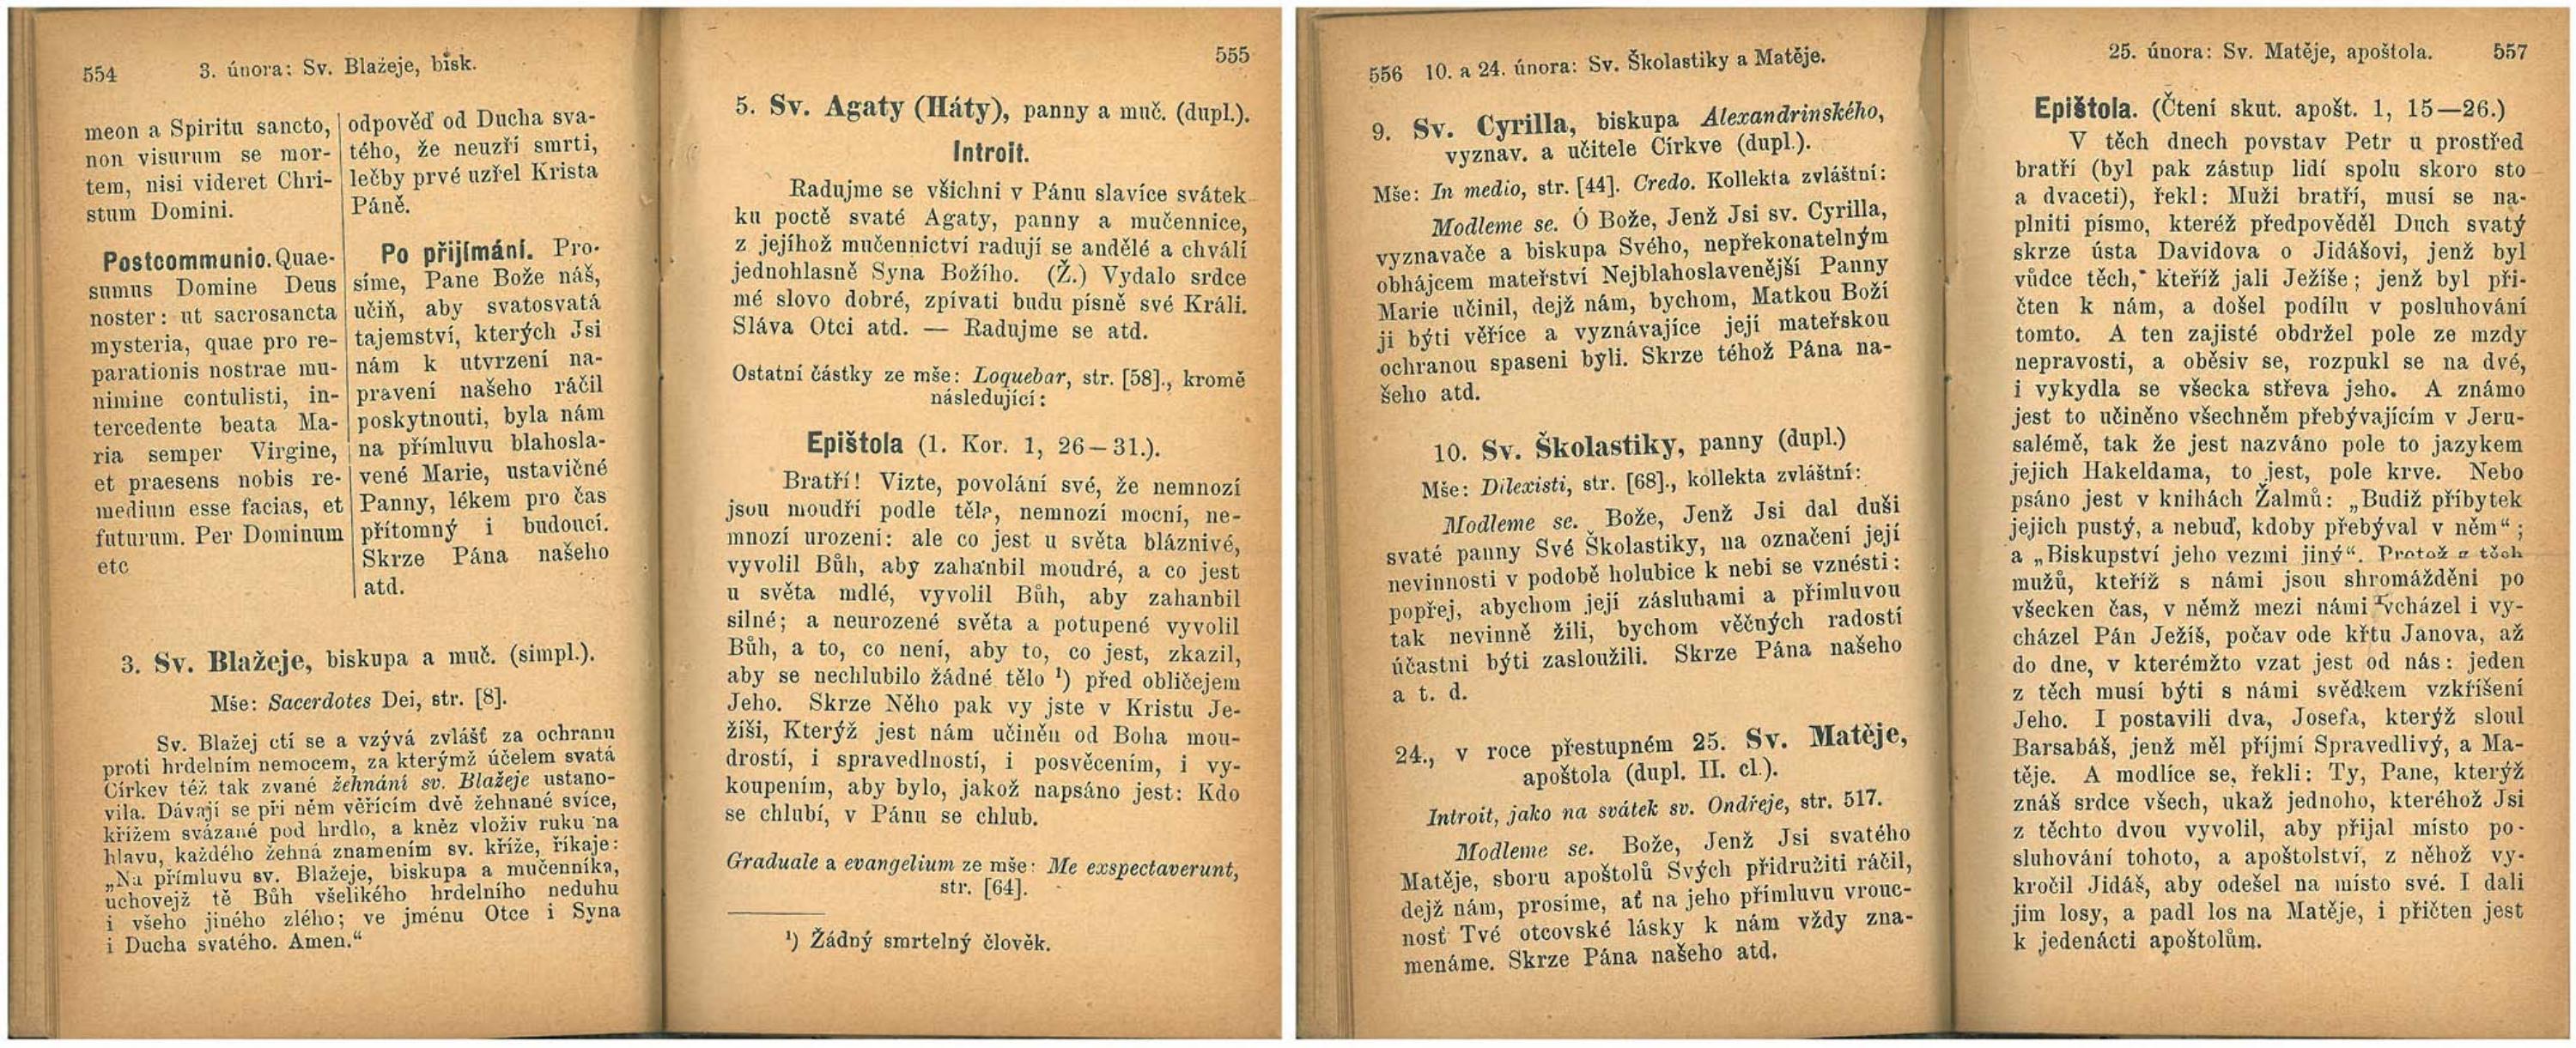 554 3. února: Sv. Blažeje, bisk.
meon a Spiritu sancto,
non visurum se mor-
tem, nisi videret Chri-
stum Domini.
Postcommunio. Quae-
sumus Domine Deus
noster: ut sacrosancta
mysteria, quae pro re-
parationis nostrae mu-
nimine contulisti, in-
tercedente beata Ma-
ria semper Virgine,
et praesens nobis re-
medium esse facias, et
futurum. Per Dominum
etc
odpověď od Ducha sva-
tého, že neuzří smrti,
lečby prvé uzřel Krista
Páně.
Po přijímání. Pro-
síme, Pane Bože náš,
učiň, aby svatosvatá
tajemství, kterých Jsi
nám k utvrzení na-
pravení našeho ráčil
poskytnouti, byla nám
na přímluvu blahosla-
vené Marie, ustavičné
Panny, lékem pro čas
přítomný i budoucí.
Skrze Pána našeho
atd.
3. Sv. Blažeje, biskupa a muč. (simpl.).
Mše: Sacerdotes Dei, str. [8].
Sv. Blažej ctí se a vzývá zvlášť za ochranu
proti hrdelním nemocem, za kterýmž účelem svatá
Církev též tak zvané žehnání sv. Blažeje ustano-
vila. Dávají se při něm věřícím dvě žehnané svíce,
křížem svázané pod hrdlo, a kněz vloživ ruku na
hlavu, každého žehná znamením sv. kříže, říkaje:
„Na přímluvu sv. Blažeje, biskupa a mučenníka,
uchovejž tě Bůh všelikého hrdelního neduhu
i všeho jiného zlého; ve jménu Otce i Syna
i Ducha svatého. Amen.“
555
5. Sv. Agaty (Háty), panny a muč. (dupl.).
Introit.
Radujme se všichni v Pánu slavíce svátek
ku poctě svaté Agaty, panny a mučennice,
z jejíhož mučennictví radují se andělé a chválí
jednohlasně Syna Božího. (Ž.) Vydalo srdce
mé slovo dobré, zpívati budu písně své Králi.
Sláva Otci atd. — Radujme se atd.
Ostatní částky ze mše: Loquebar, str. [58]., kromě
následující:
Epištola (1. Kor. 1, 26–31.).
Bratří! Vizte, povolání své, že nemnozí
jsou moudří podle těla, nemnozí mocní, ne-
mnozí urození: ale co jest u světa bláznivé,
vyvolil Bůh, aby zahanbil moudré, a co jest
u světa mdlé, vyvolil Bůh, aby zahanbil
silné; a neurozené světa a potupené vyvolil
Bůh, a to, co není, aby to, co jest, zkazil,
aby se nechlubilo žádné tělo ¹) před obličejem
Jeho. Skrze Něho pak vy jste v Kristu Je-
žíši, Kterýž jest nám učiněn od Boha mou-
drostí, i spravedlností, i posvěcením, i vy-
koupením, aby bylo, jakož napsáno jest: Kdo
se chlubí, v Pánu se chlub.
Graduale a evangelium ze mše: Me exspectaverunt,
str. [64].
¹) Žádný smrtelný člověk.
556 10. a 24. února: Sv. Školastiky a Matěje.
9. Sv. Cyrilla, biskupa Alexandrinského,
vyznav. a učitele Církve (dupl.).
Mše: In medio, str. [44]. Credo. Kollekta zvláštní:
Modleme se. Ó Bože, Jenž Jsi sv. Cyrilla,
vyznavače a biskupa Svého, nepřekonatelným
obhájcem mateřství Nejblahoslavenější Panny
Marie učinil, dejž nám, bychom, Matkou Boží
ji býti věříce a vyznávajíce její mateřskou
ochranou spaseni byli. Skrze téhož Pána na-
šeho atd.
10. Sv. Školastiky, panny (dupl.)
Mše: Dilexisti, str. [68]., kollekta zvláštní:
Modleme se. Bože, Jenž Jsi dal duši
svaté panny Své Školastiky, na označení její
nevinnosti v podobě holubice k nebi se vznésti:
popřej, abychom její zásluhami a přímluvou
tak nevinně žili, bychom věčných radostí
účastni býti zasloužili. Skrze Pána našeho
a t. d.
24., v roce přestupném 25. Sv. Matěje,
apoštola (dupl. II. cl.).
Introit, jako na svátek sv. Ondřeje, str. 517.
Modleme se. Bože, Jenž Jsi svatého
Matěje, sboru apoštolů Svých přidružiti ráčil,
dejž nám, prosíme, ať na jeho přímluvu vrouc-
nosť Tvé otcovské lásky k nám vždy zna-
menáme. Skrze Pána našeho atd.
25. února: Sv. Matěje, apoštola. 557
Epištola. (Čtení skut. apošt. 1, 15—26.)
V těch dnech povstav Petr u prostřed
bratří (byl pak zástup lidí spolu skoro sto
a dvaceti), řekl: Muži bratří, musí se na-
plniti písmo, kteréž předpověděl Duch svatý
skrze ústa Davidova o Jidášovi, jenž byl
vůdce těch, kteříž jali Ježíše; jenž byl při-
čten k nám, a došel podílu v posluhování
tomto. A ten zajisté obdržel pole ze mzdy
nepravosti, a oběsiv se, rozpukl se na dvé,
i vykydla se všecka střeva jeho. A známo
jest to učiněno všechněm přebývajícím v Jeru-
salémě, tak že jest nazváno pole to jazykem
jejich Hakeldama, to jest, pole krve. Nebo
psáno jest v knihách Žalmů: „Budiž příbytek
jejich pustý, a nebuď, kdoby přebýval v něm“;
a „Biskupství jeho vezmi jiný“. Protož z těch
mužů, kteříž s námi jsou shromážděni po
všecken čas, v němž mezi námi vcházel i vy-
cházel Pán Ježíš, počav ode křtu Janova, až
do dne, v kterémžto vzat jest od nás: jeden
z těch musí býti s námi svědkem vzkříšení
Jeho. I postavili dva, Josefa, kterýž sloul
Barsabáš, jenž měl příjmí Spravedlivý, a Ma-
těje. A modlíce se, řekli: Ty, Pane, kterýž
znáš srdce všech, ukaž jednoho, kteréhož Jsi
z těchto dvou vyvolil, aby přijal místo po-
sluhování tohoto, a apoštolství, z něhož vy-
kročil Jidáš, aby odešel na místo své. I dali
jim losy, a padl los na Matěje, i přičten jest
k jedenácti apoštolům.